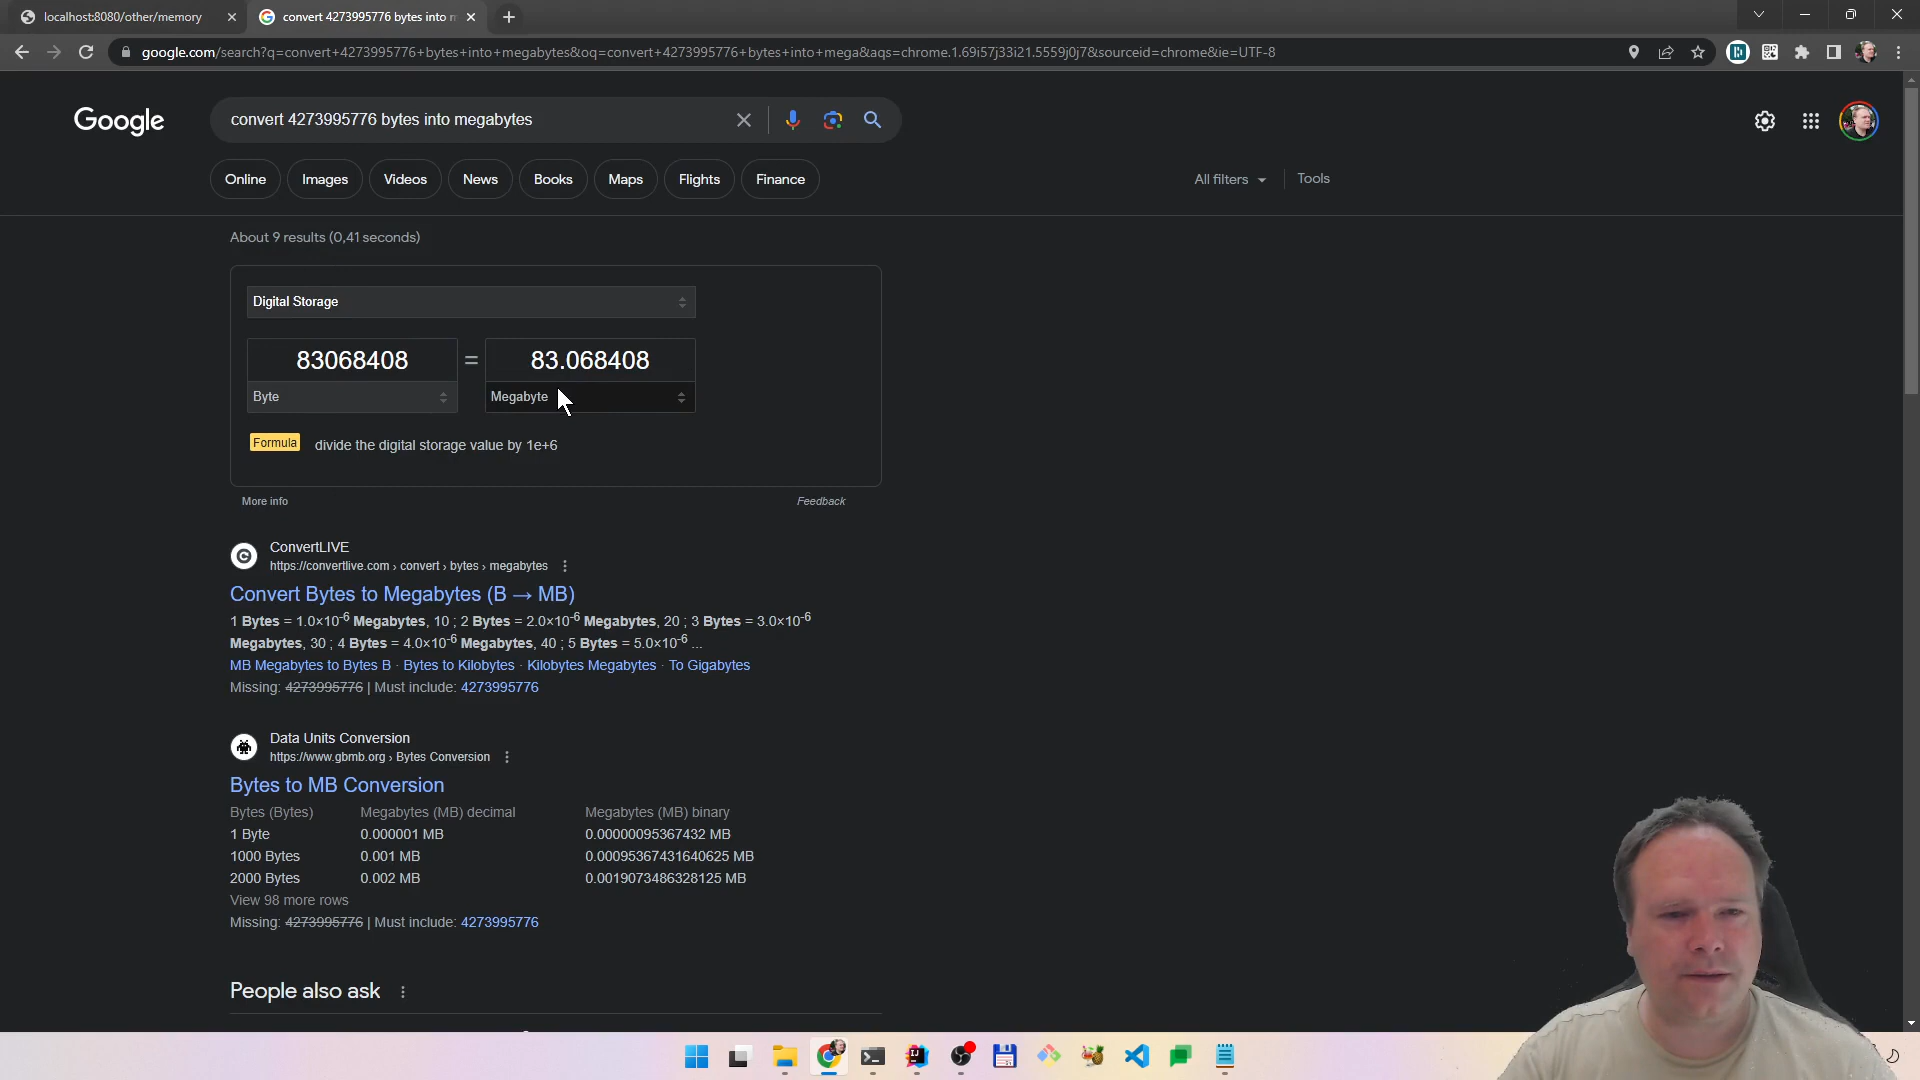 localhost:8080/other/memory
convert 4273995776 bytes into m
google.com/search?q=convert+4273995776+bytes+into+megabytes&oq=convert+4273995776+bytes+into+mega&aqs=chrome.1.69i57j33i21.5559j0j7&sourceid=chrome&ie=UTF-8
Google
convert 4273995776 bytes into megabytes
Online Images Videos News Books Maps Flights Finance
All filters Tools
About 9 results (0,41 seconds)
Digital Storage
83068408 = 83.068408
Byte Megabyte
Formula divide the digital storage value by 1e+6
More info Feedback
ConvertLIVE
https://convertlive.com › convert › bytes › megabytes
Convert Bytes to Megabytes (B → MB)
1 Bytes = 1.0×10⁻⁶ Megabytes, 10 ; 2 Bytes = 2.0×10⁻⁶ Megabytes, 20 ; 3 Bytes = 3.0×10⁻⁶
Megabytes, 30 ; 4 Bytes = 4.0×10⁻⁶ Megabytes, 40 ; 5 Bytes = 5.0×10⁻⁶ ...
MB Megabytes to Bytes B · Bytes to Kilobytes · Kilobytes Megabytes · To Gigabytes
Missing: 4273995776 | Must include: 4273995776
Data Units Conversion
https://www.gbmb.org › Bytes Conversion
Bytes to MB Conversion
Bytes (Bytes) Megabytes (MB) decimal Megabytes (MB) binary
1 Byte 0.000001 MB 0.00000095367432 MB
1000 Bytes 0.001 MB 0.00095367431640625 MB
2000 Bytes 0.002 MB 0.0019073486328125 MB
View 98 more rows
Missing: 4273995776 | Must include: 4273995776
People also ask